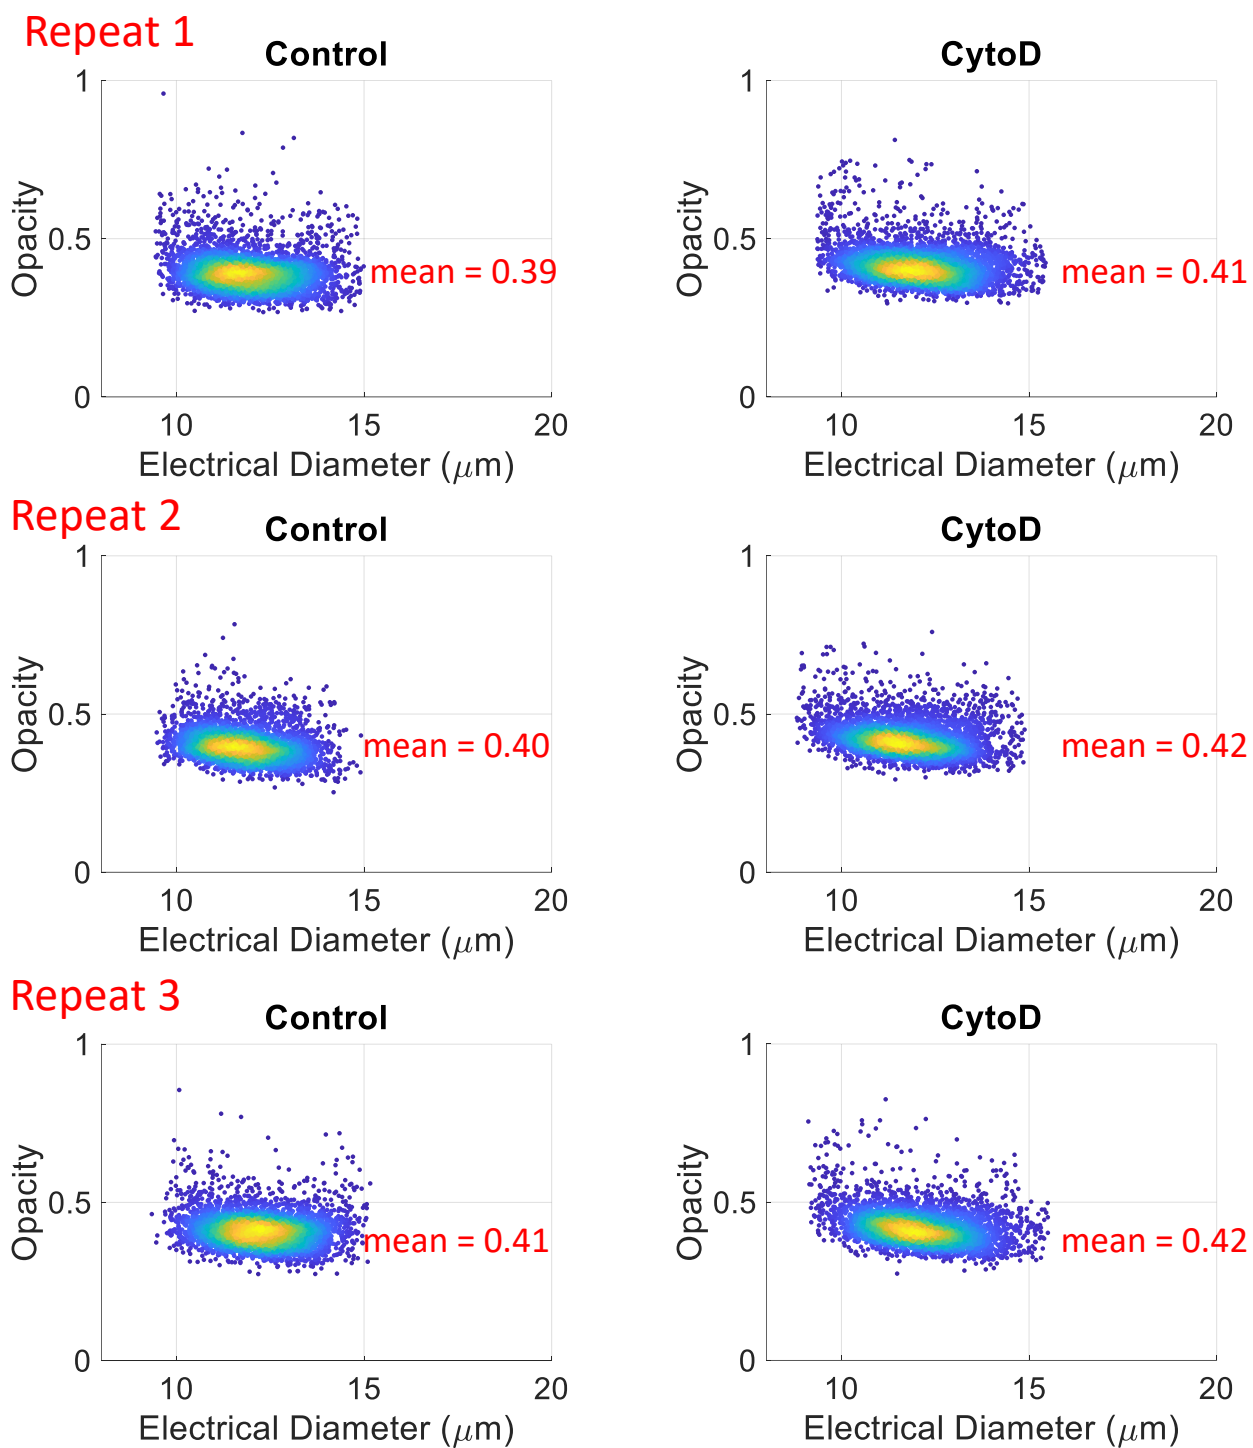 Repeat 1
Control
CytoD
1
0.5
0
Opacity
mean = 0.39
10
15
20
Electrical Diameter (μm)
1
0.5
0
Opacity
mean = 0.41
10
15
20
Electrical Diameter (μm)
Repeat 2
Control
CytoD
1
0.5
0
Opacity
mean = 0.40
10
15
20
Electrical Diameter (μm)
1
0.5
0
Opacity
mean = 0.42
10
15
20
Electrical Diameter (μm)
Repeat 3
Control
CytoD
1
0.5
0
Opacity
mean = 0.41
10
15
20
Electrical Diameter (μm)
1
0.5
0
Opacity
mean = 0.42
10
15
20
Electrical Diameter (μm)